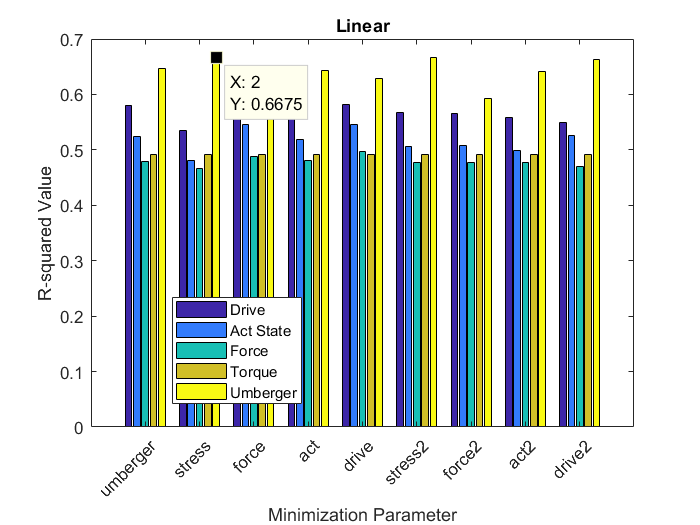 Linear
0.7
0.6
0.5
0.4
0.3
0.2
0.1
0
R-squared Value
X: 2
Y: 0.6675
Drive
Act State
Force
Torque
Umberger
umberger
stress
force
act
drive
stress2
force2
act2
drive2
Minimization Parameter